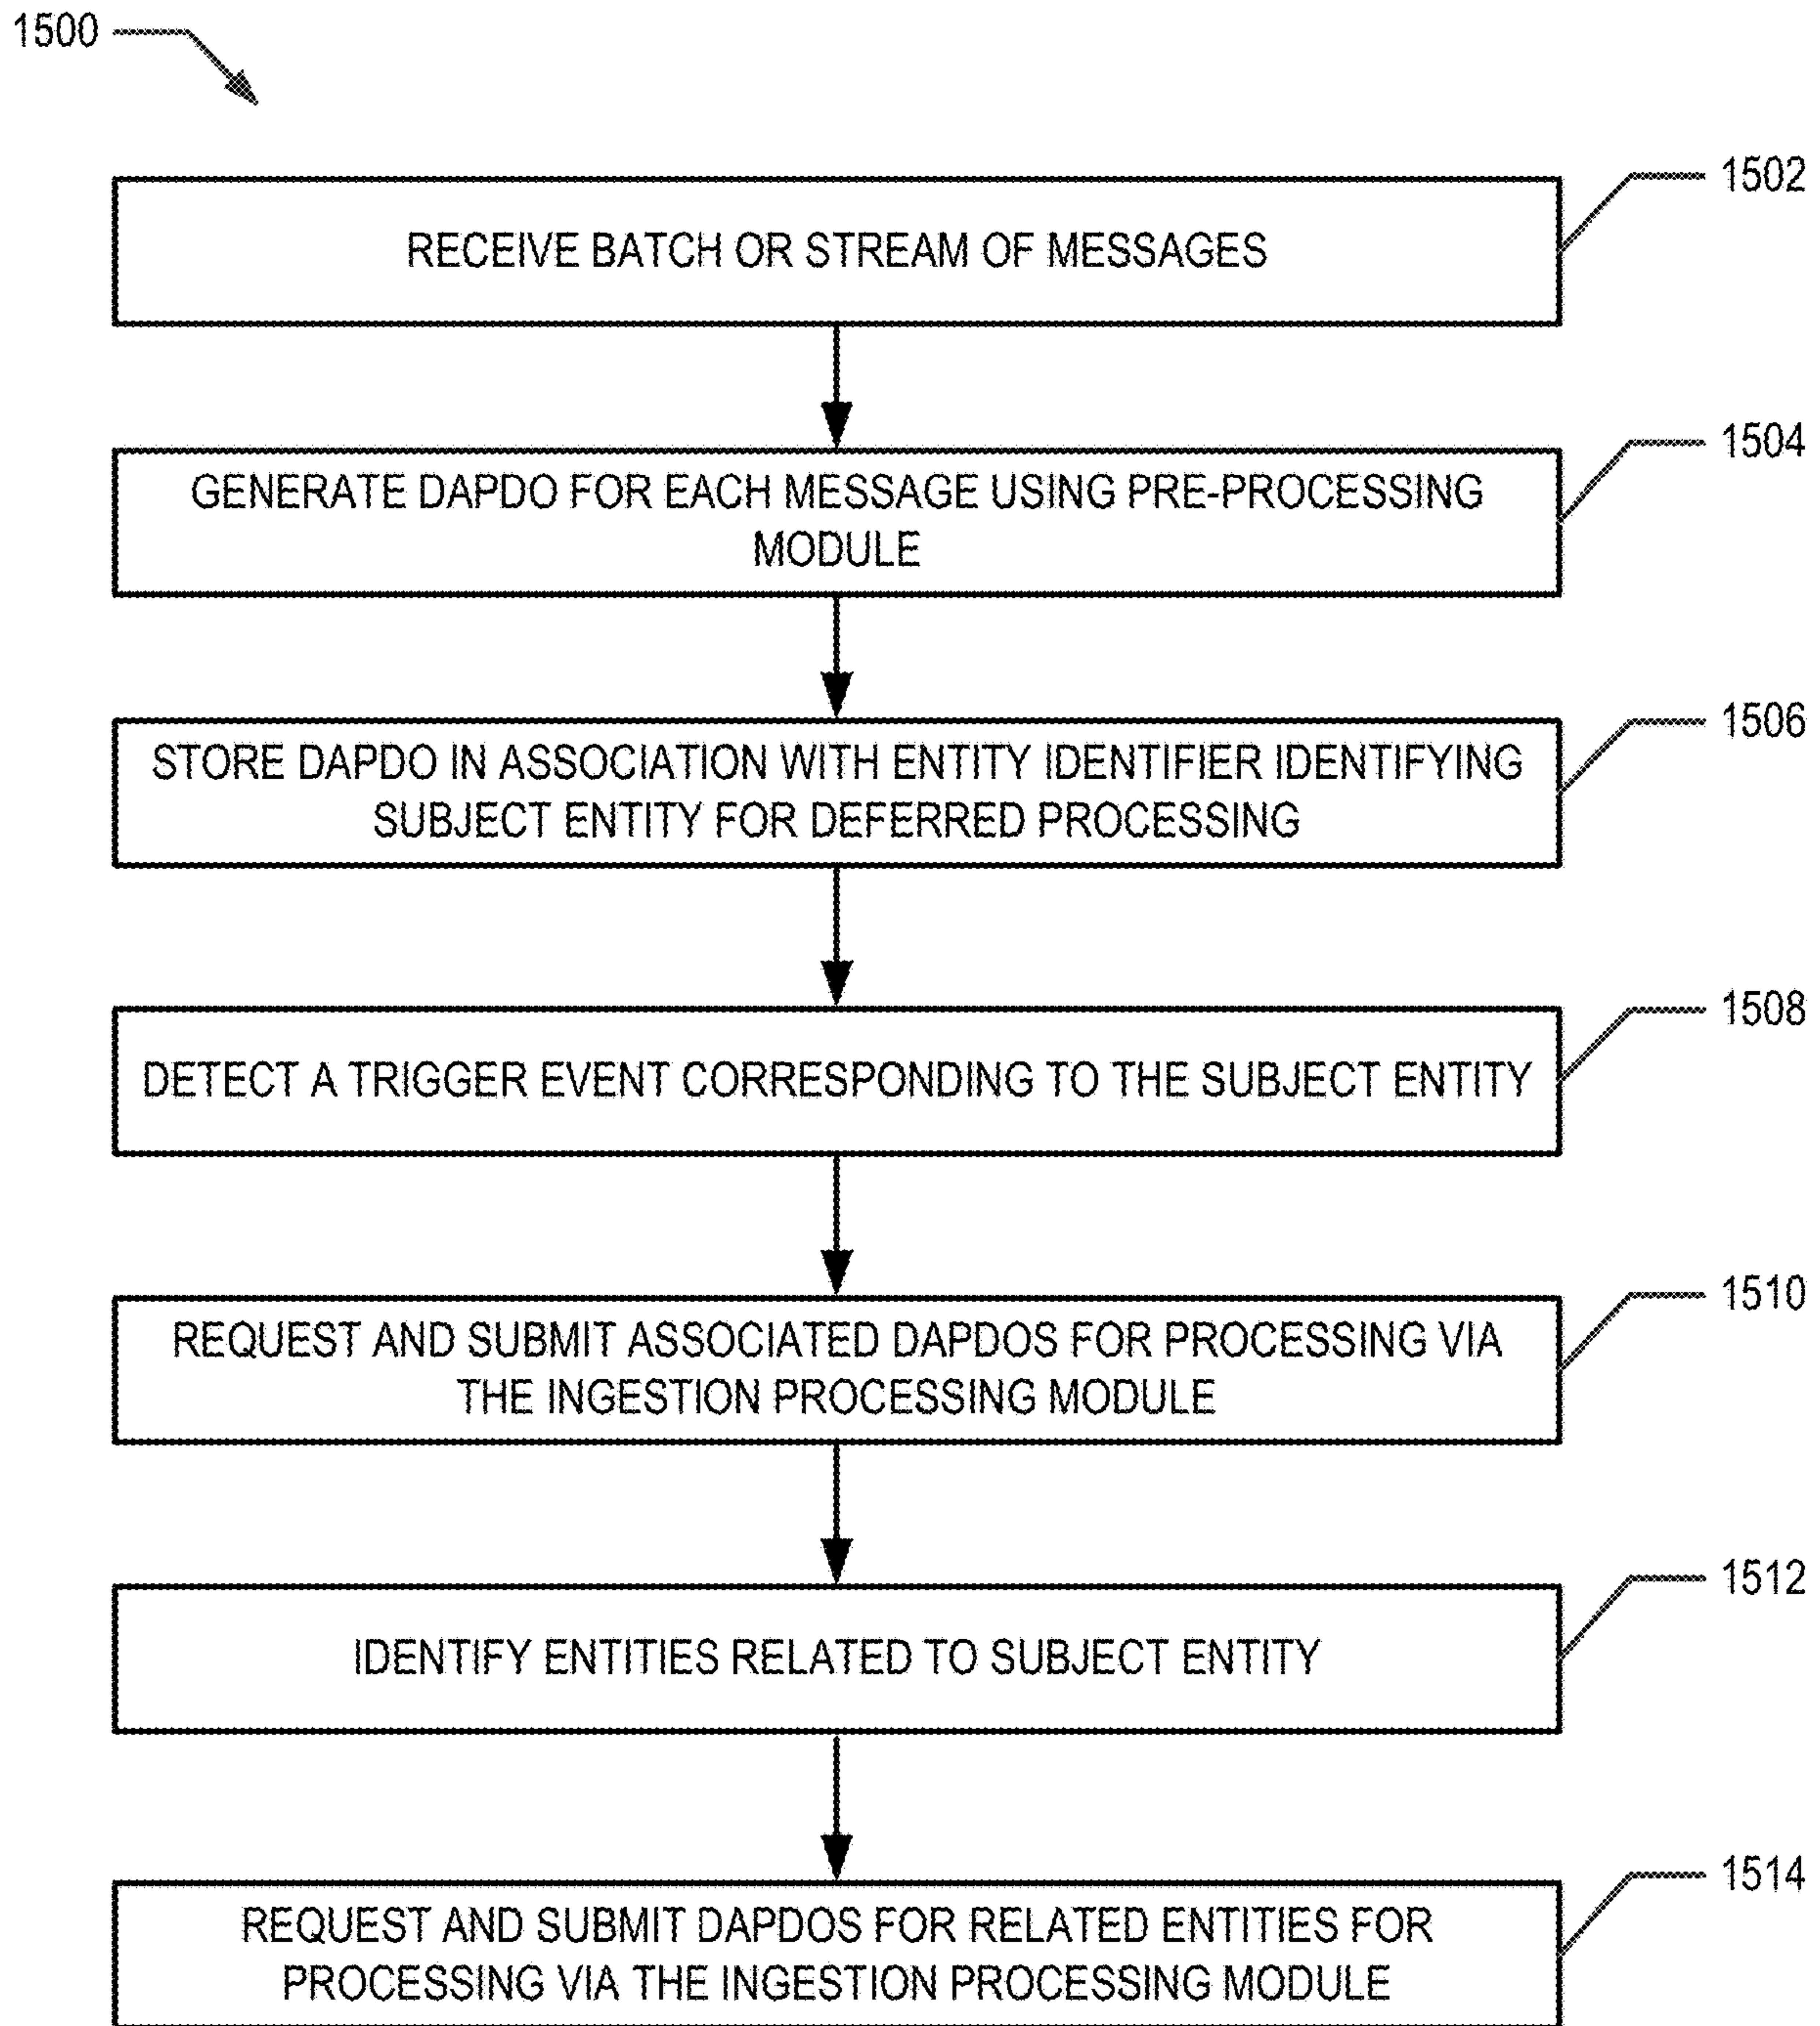 1500
1502
RECEIVE BATCH OR STREAM OF MESSAGES
1504
GENERATE DAPDO FOR EACH MESSAGE USING PRE-PROCESSING
MODULE
1506
STORE DAPDO IN ASSOCIATION WITH ENTITY IDENTIFIER IDENTIFYING
SUBJECT ENTITY FOR DEFERRED PROCESSING
1508
DETECT A TRIGGER EVENT CORRESPONDING TO THE SUBJECT ENTITY
1510
REQUEST AND SUBMIT ASSOCIATED DAPDOS FOR PROCESSING VIA
THE INGESTION PROCESSING MODULE
1512
IDENTIFY ENTITIES RELATED TO SUBJECT ENTITY
1514
REQUEST AND SUBMIT DAPDOS FOR RELATED ENTITIES FOR
PROCESSING VIA THE INGESTION PROCESSING MODULE